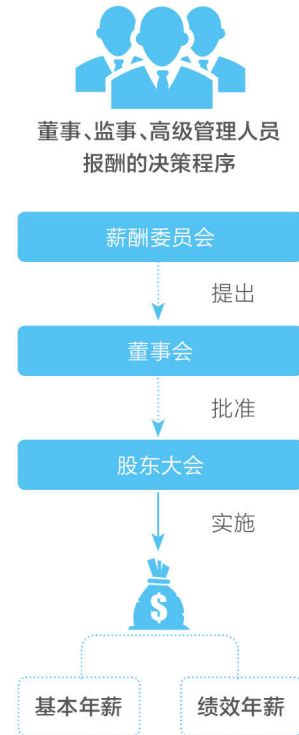 董事、监事、高级管理人员
报酬的决策程序
薪酬委员会
提出
董事会
批准
股东大会
实施
$
基本年薪
绩效年薪